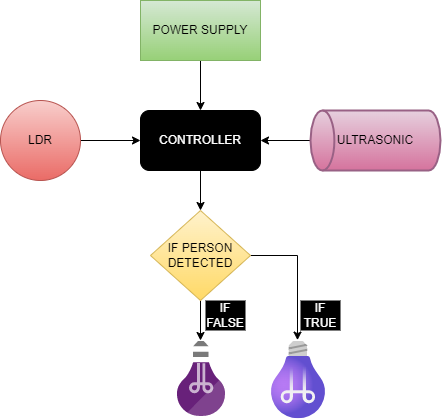 POWER SUPPLY
LDR
CONTROLLER
ULTRASONIC
IF PERSON
DETECTED
IF
FALSE
IF
TRUE